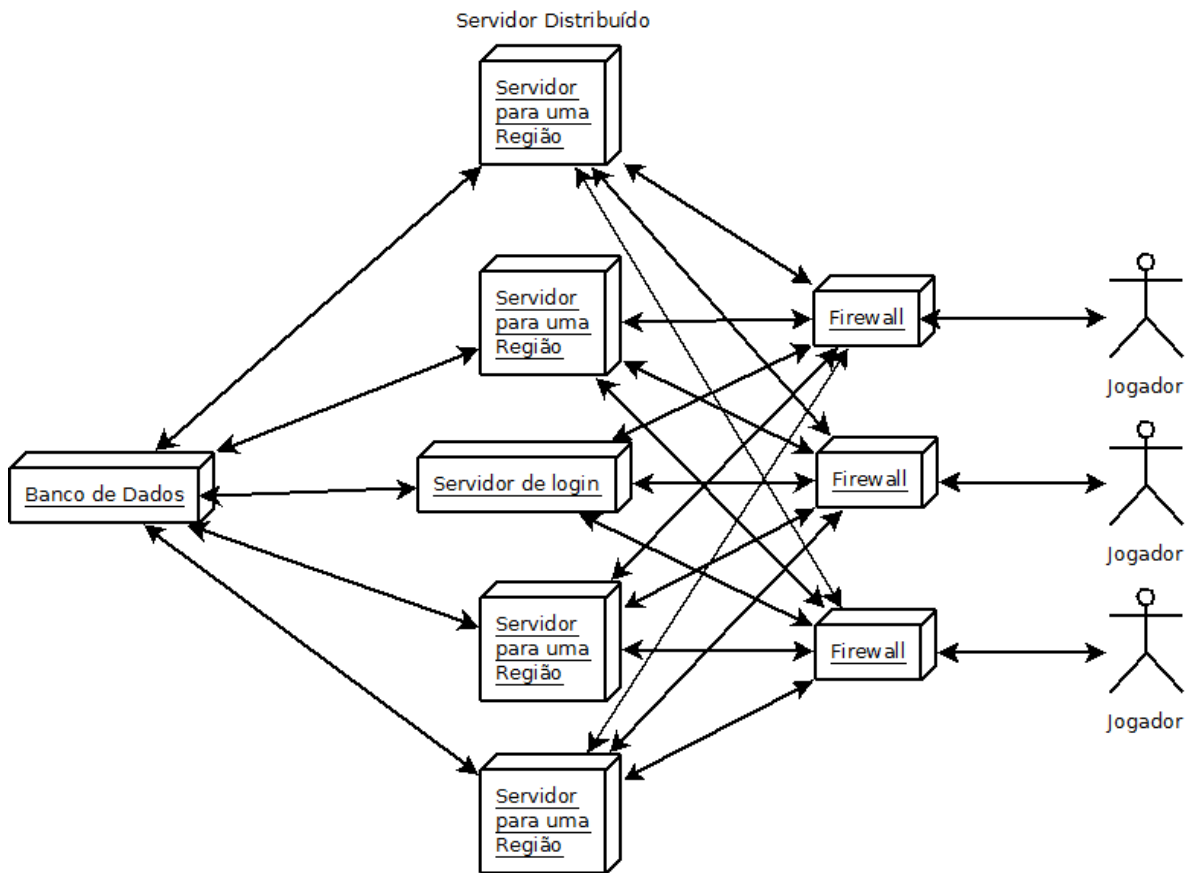 Servidor Distribuído
Servidor
para uma
Região
Servidor
para uma
Região
Firewall
Jogador
Banco de Dados
Servidor de login
Firewall
Jogador
Servidor
para uma
Região
Firewall
Jogador
Servidor
para uma
Região